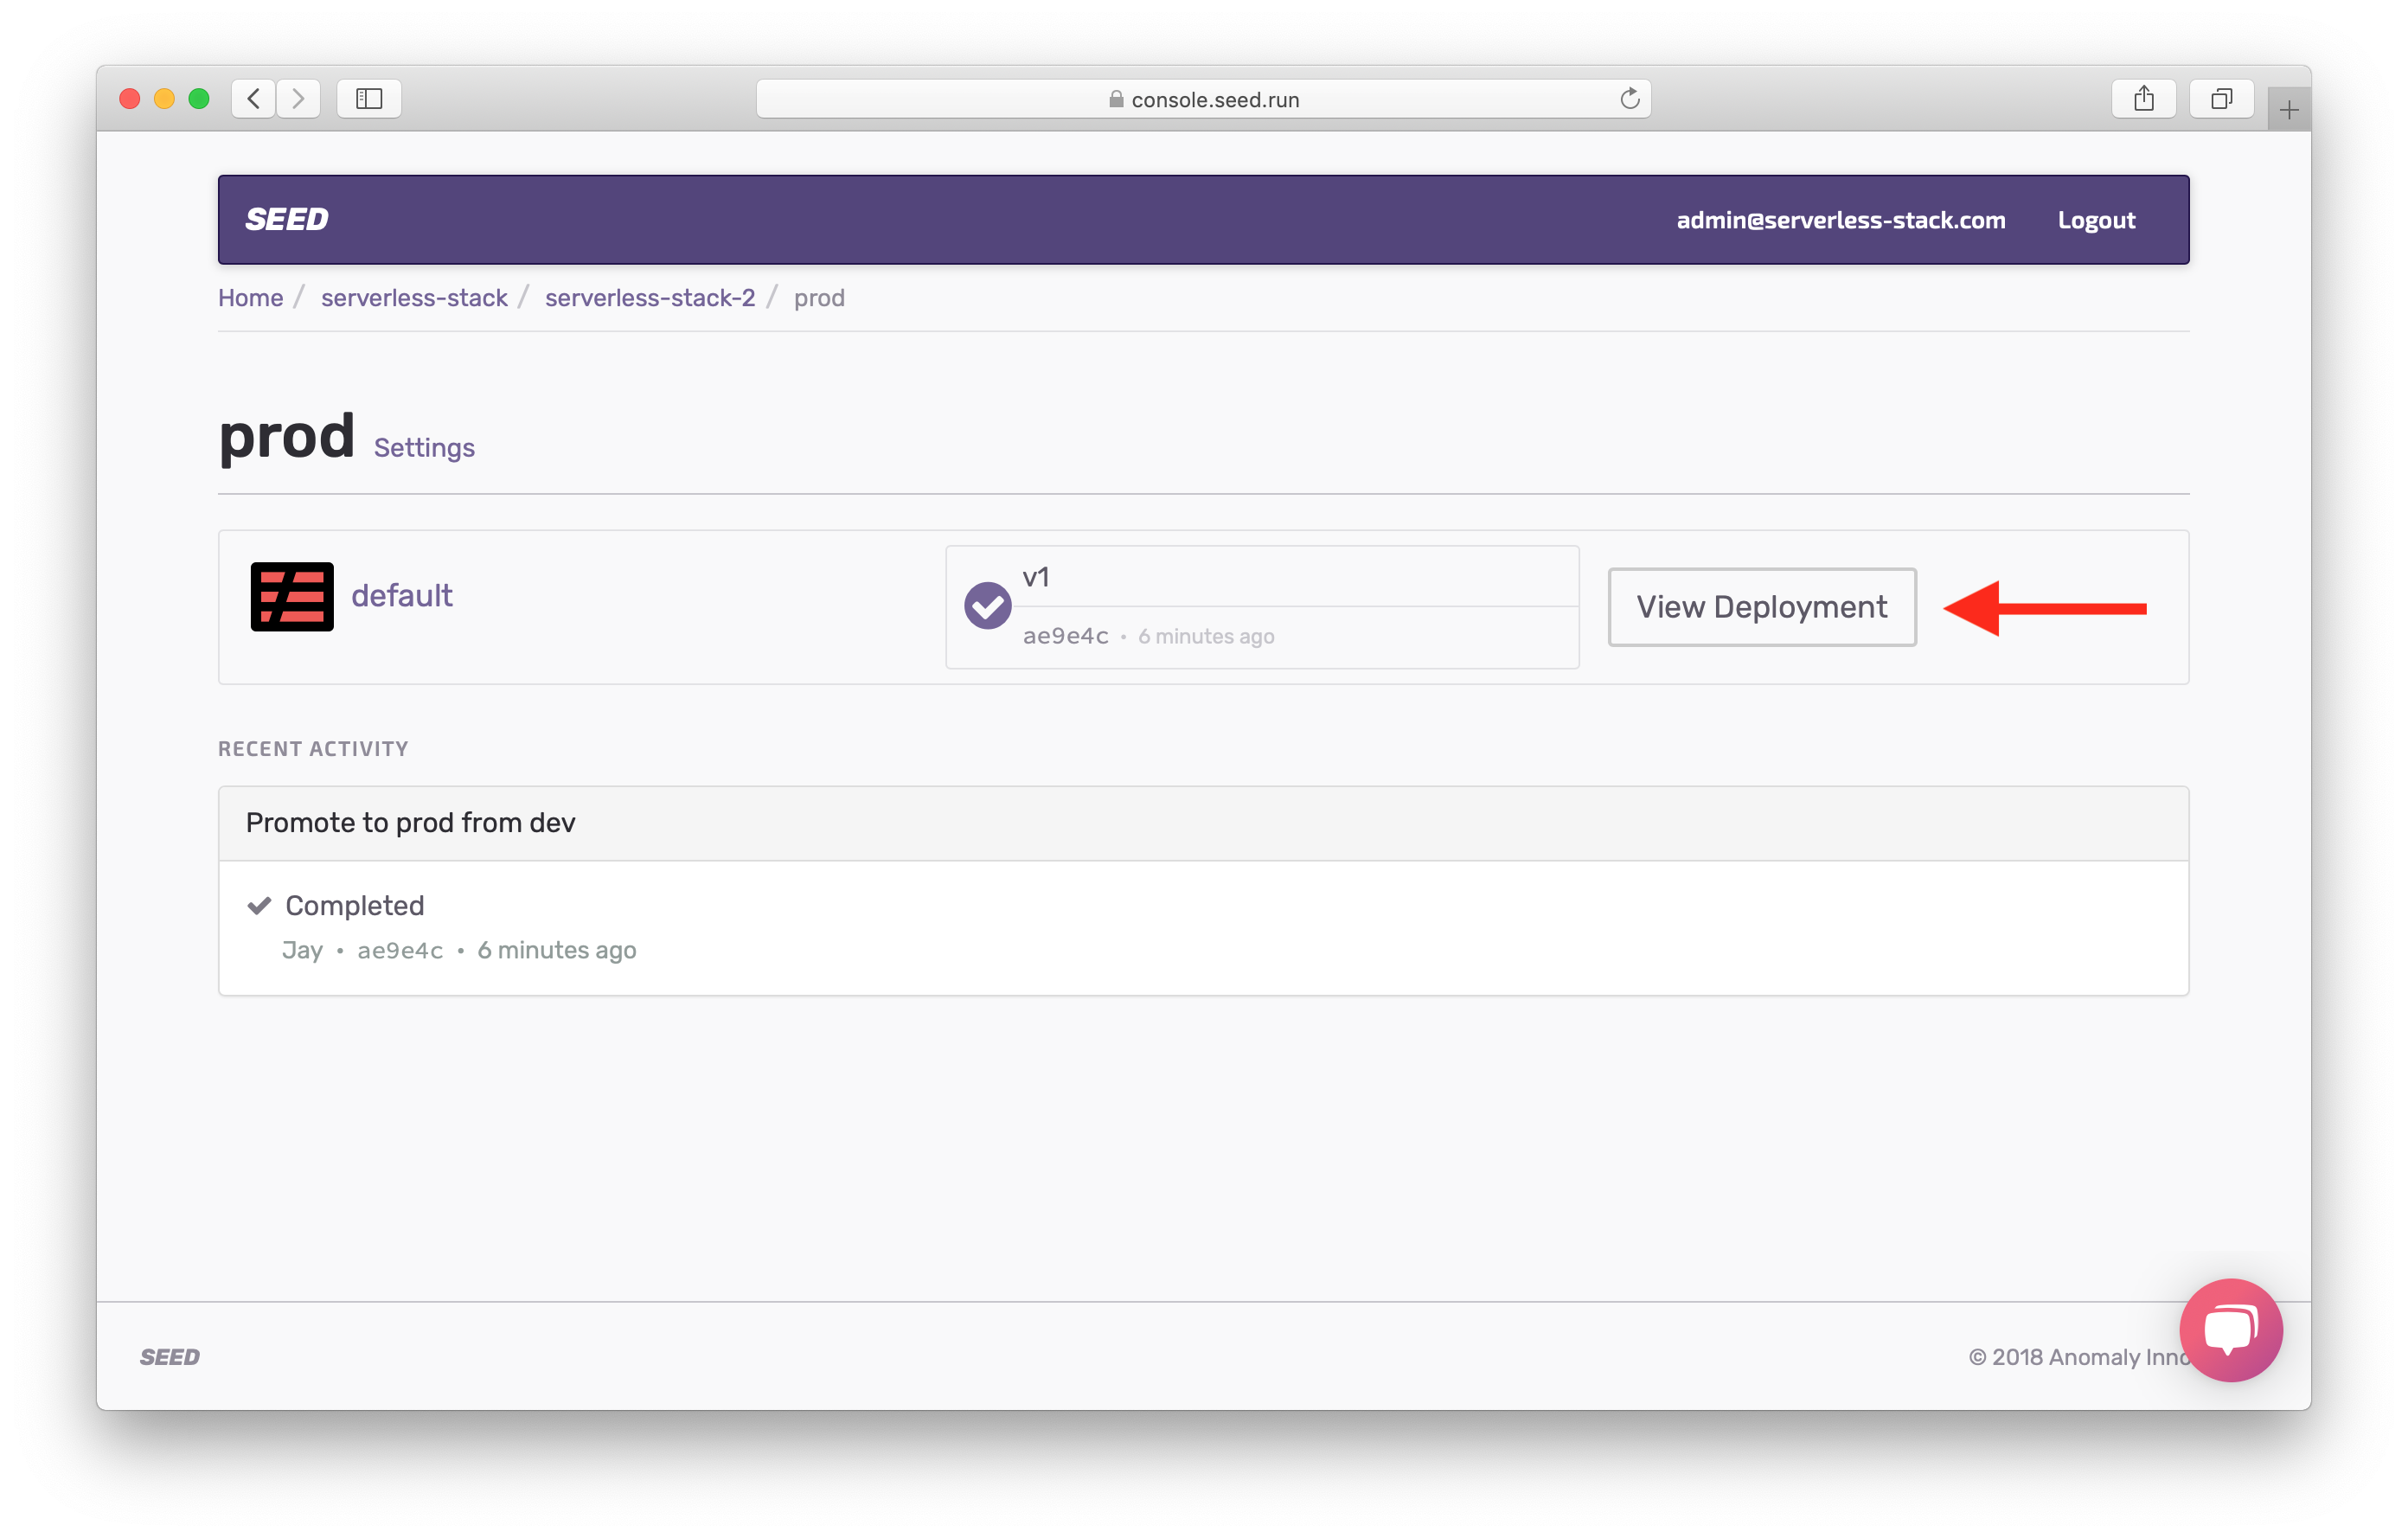 console.seed.run
SEED admin@serverless-stack.com Logout
Home / serverless-stack / serverless-stack-2 / prod
prod Settings
default
v1
ae9e4c • 6 minutes ago
View Deployment
RECENT ACTIVITY
Promote to prod from dev
Completed
Jay • ae9e4c • 6 minutes ago
SEED © 2018 Anomaly